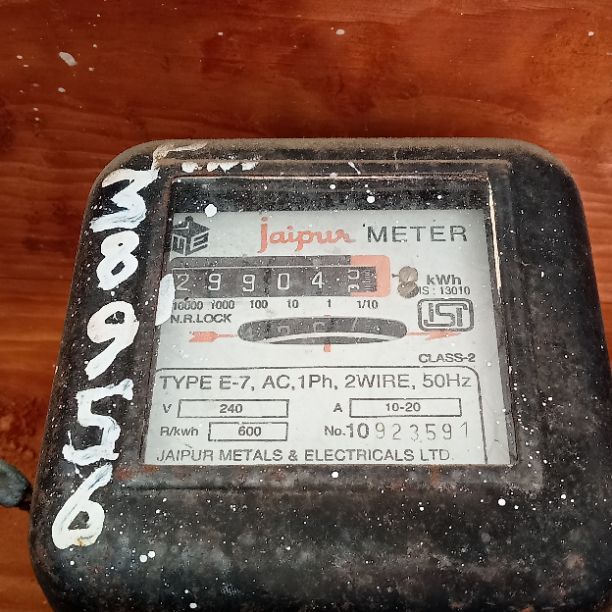 38956
Jaipur METER
29904
kWh
IS : 13010
10000 1000 100 10 1 1/10
N.R.LOCK
ISI
CLASS-2
TYPE E-7, AC,1Ph, 2WIRE, 50Hz
V 240 A 10-20
R/kwh 600 No.10923591
JAIPUR METALS & ELECTRICALS LTD.